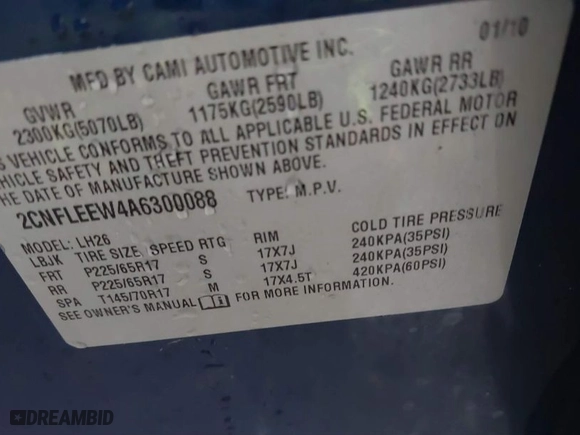 MFD BY CAMI AUTOMOTIVE INC. 01/10
GVWR GAWR FRT GAWR RR
2300KG(5070LB) 1175KG(2590LB) 1240KG(2733LB)
S VEHICLE CONFORMS TO ALL APPLICABLE U.S. FEDERAL MOTOR
HICLE SAFETY AND THEFT PREVENTION STANDARDS IN EFFECT ON
HE DATE OF MANUFACTURE SHOWN ABOVE.
2CNFLEEW4A6300088 TYPE: M.P.V.
MODEL: LH26
LBJK TIRE SIZE SPEED RTG RIM COLD TIRE PRESSURE
FRT P225/65R17 S 17X7J 240KPA(35PSI)
RR P225/65R17 S 17X7J 240KPA(35PSI)
SPA T145/70R17 M 17X4.5T 420KPA(60PSI)
SEE OWNER'S MANUAL FOR MORE INFORMATION.
DREAMBID